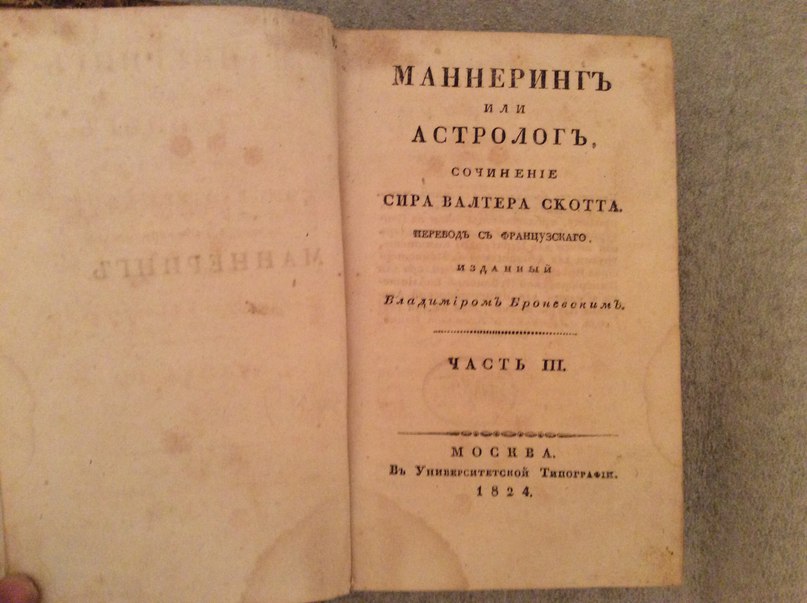 МАННЕРИНГЪ
ИЛИ
АСТРОЛОГЪ,
СОЧИНЕНІЕ
СИРА ВАЛТЕРА СКОТТА.
ПЕРЕВОДЪ СЪ ФРАНЦУЗСКАГО,
ИЗДАННЫЙ
Владиміромъ Броневскимъ.
ЧАСТЬ III.
МОСКВА.
Въ Университетской Типографіи.
1824.